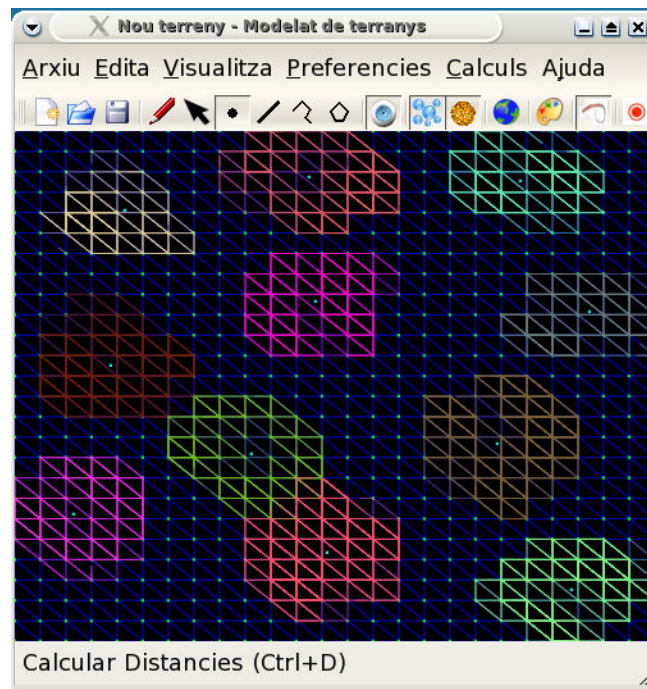 Nou terreny - Modelat de terranys
Arxiu Edita Visualitza Preferencies Calculs Ajuda
Calcular Distancies (Ctrl+D)